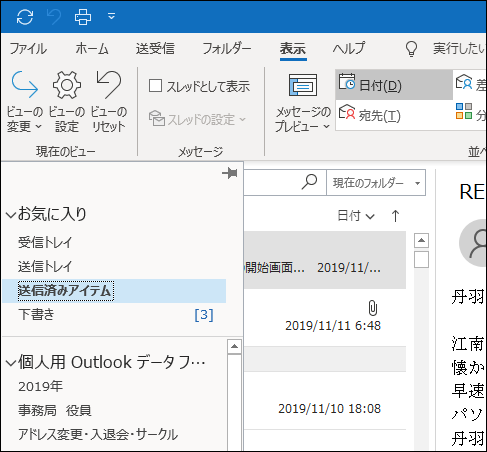 ファイル ホーム 送受信 フォルダー 表示 ヘルプ 実行したい
ビューの変更
ビューの設定
ビューのリセット
現在のビュー
スレッドとして表示
スレッドの設定
メッセージ
メッセージのプレビュー
日付(D)
宛先(T)
差
分
並べ
お気に入り
受信トレイ
送信トレイ
送信済みアイテム
下書き [3]
個人用 Outlook データ フ…
2019年
事務局 役員
アドレス変更・入退会・サークル
現在のフォルダー
日付
開始画面... 2019/11/...
2019/11/11 6:48
2019/11/10 18:08
RE
丹羽
江南
懐か
早速
パソ
丹羽